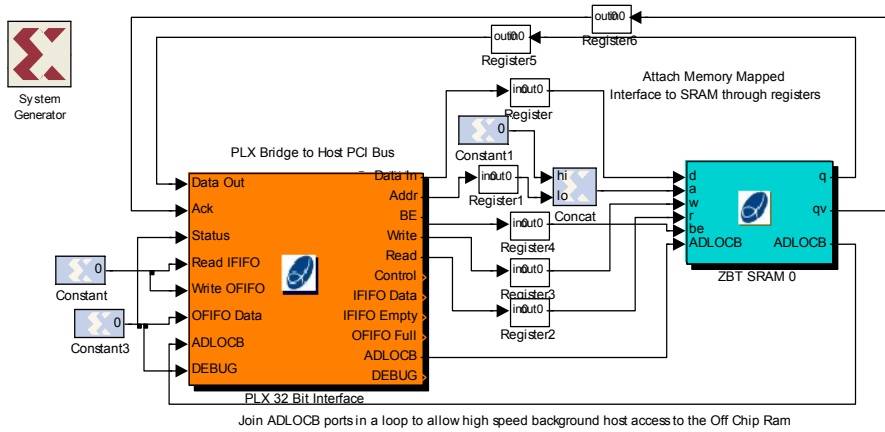 out 0
Register6
out 0
Register5
System
Generator
Attach Memory Mapped
Interface to SRAM through registers
in out0
Register
0
Constant1
PLX Bridge to Host PCI Bus
in out0
Register1
hi
lo
Concat
Data Out
Ack
Status
Read IFIFO
Write OFIFO
OFIFO Data
ADLOCB
DEBUG
Data In
Addr
BE
Write
Read
Control
IFIFO Data
IFIFO Empty
OFIFO Full
ADLOCB
DEBUG
PLX 32 Bit Interface
0
Constant
0
Constant3
in out0
Register4
in out0
Register3
in out0
Register2
d
a
w
r
be
ADLOCB
q
qv
ADLOCB
ZBT SRAM 0
Join ADLOCB ports in a loop to allow high speed background host access to the Off Chip Ram